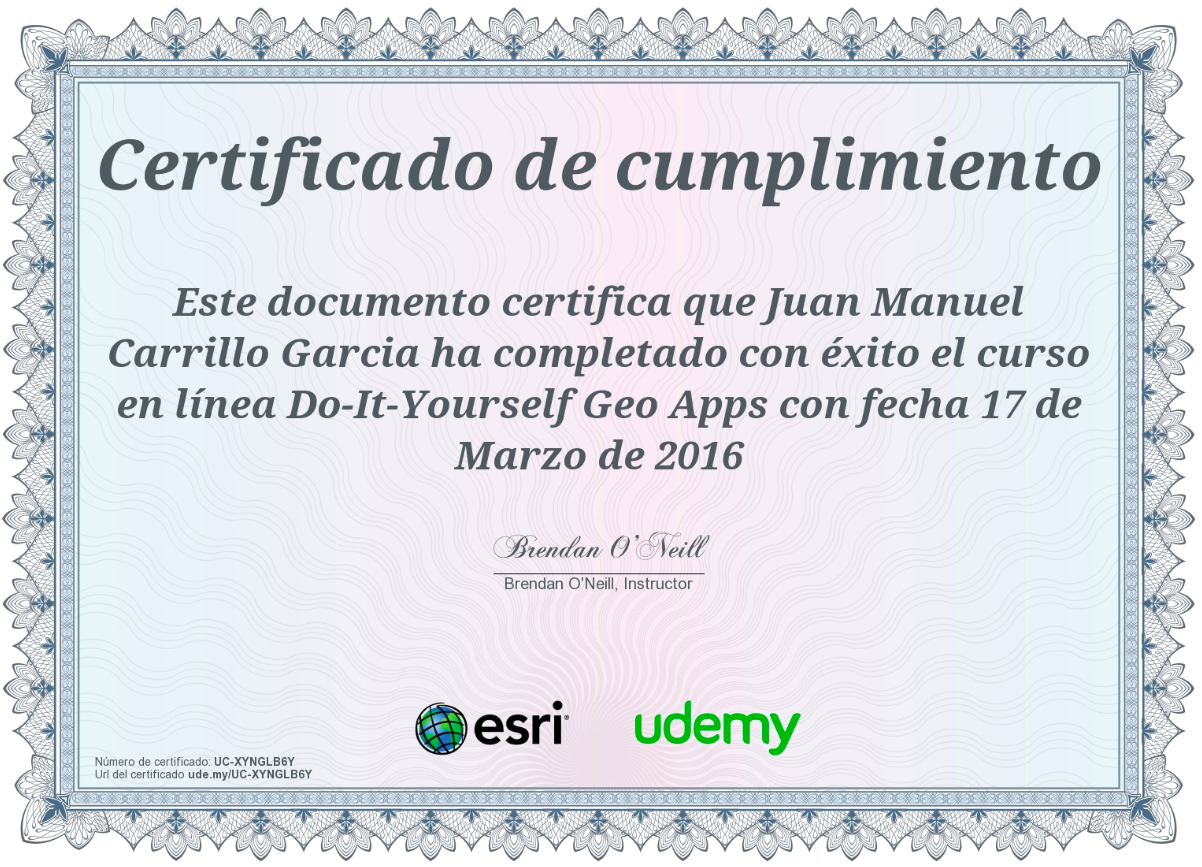 Certificado de cumplimiento
Este documento certifica que Juan Manuel
Carrillo Garcia ha completado con éxito el curso
en línea Do-It-Yourself Geo Apps con fecha 17 de
Marzo de 2016
Brendan O'Neill
Brendan O'Neill, Instructor
esri®
udemy
Número de certificado: UC-XYNGLB6Y
Url del certificado ude.my/UC-XYNGLB6Y